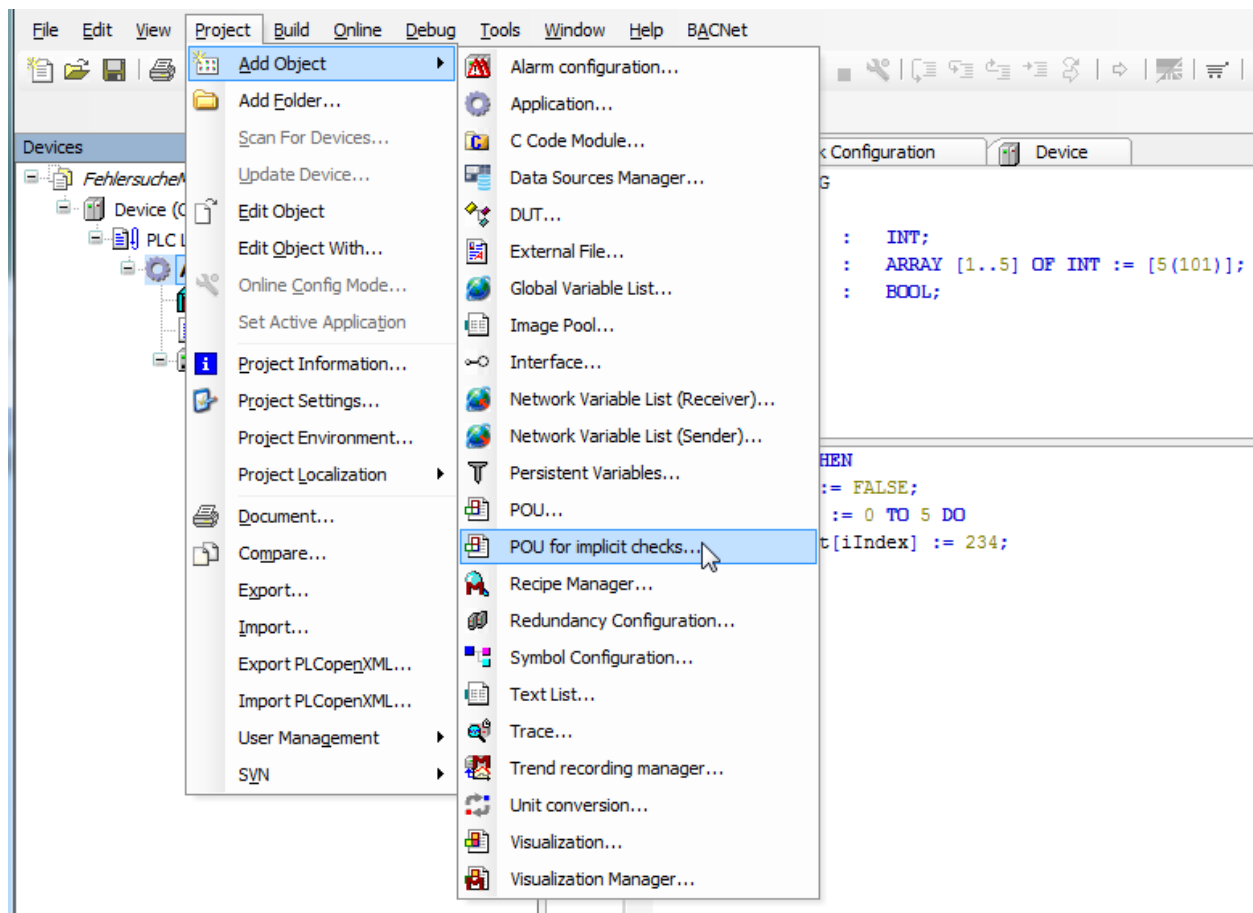 File Edit View Project Build Online Debug Tools Window Help BACNet
Add Object
Add Folder...
Scan For Devices...
Update Device...
Edit Object
Edit Object With...
Online Config Mode...
Set Active Application
Project Information...
Project Settings...
Project Environment...
Project Localization
Document...
Compare...
Export...
Import...
Export PLCopenXML...
Import PLCopenXML...
User Management
SVN
Alarm configuration...
Application...
C Code Module...
Data Sources Manager...
DUT...
External File...
Global Variable List...
Image Pool...
Interface...
Network Variable List (Receiver)...
Network Variable List (Sender)...
Persistent Variables...
POU...
POU for implicit checks...
Recipe Manager...
Redundancy Configuration...
Symbol Configuration...
Text List...
Trace...
Trend recording manager...
Unit conversion...
Visualization...
Visualization Manager...
Devices
Fehlersuche
Device (
PLC L
Configuration Device
G
: INT;
: ARRAY [1..5] OF INT := [5(101)];
: BOOL;
HEN
:= FALSE;
:= 0 TO 5 DO
t[iIndex] := 234;